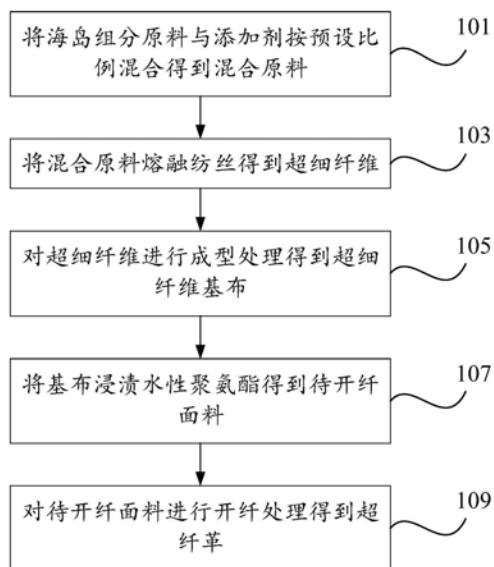 将海岛组分原料与添加剂按预设比
例混合得到混合原料
101
将混合原料熔融纺丝得到超细纤维
103
对超细纤维进行成型处理得到超细
纤维基布
105
将基布浸渍水性聚氨酯得到待开纤
面料
107
对待开纤面料进行开纤处理得到超
纤革
109